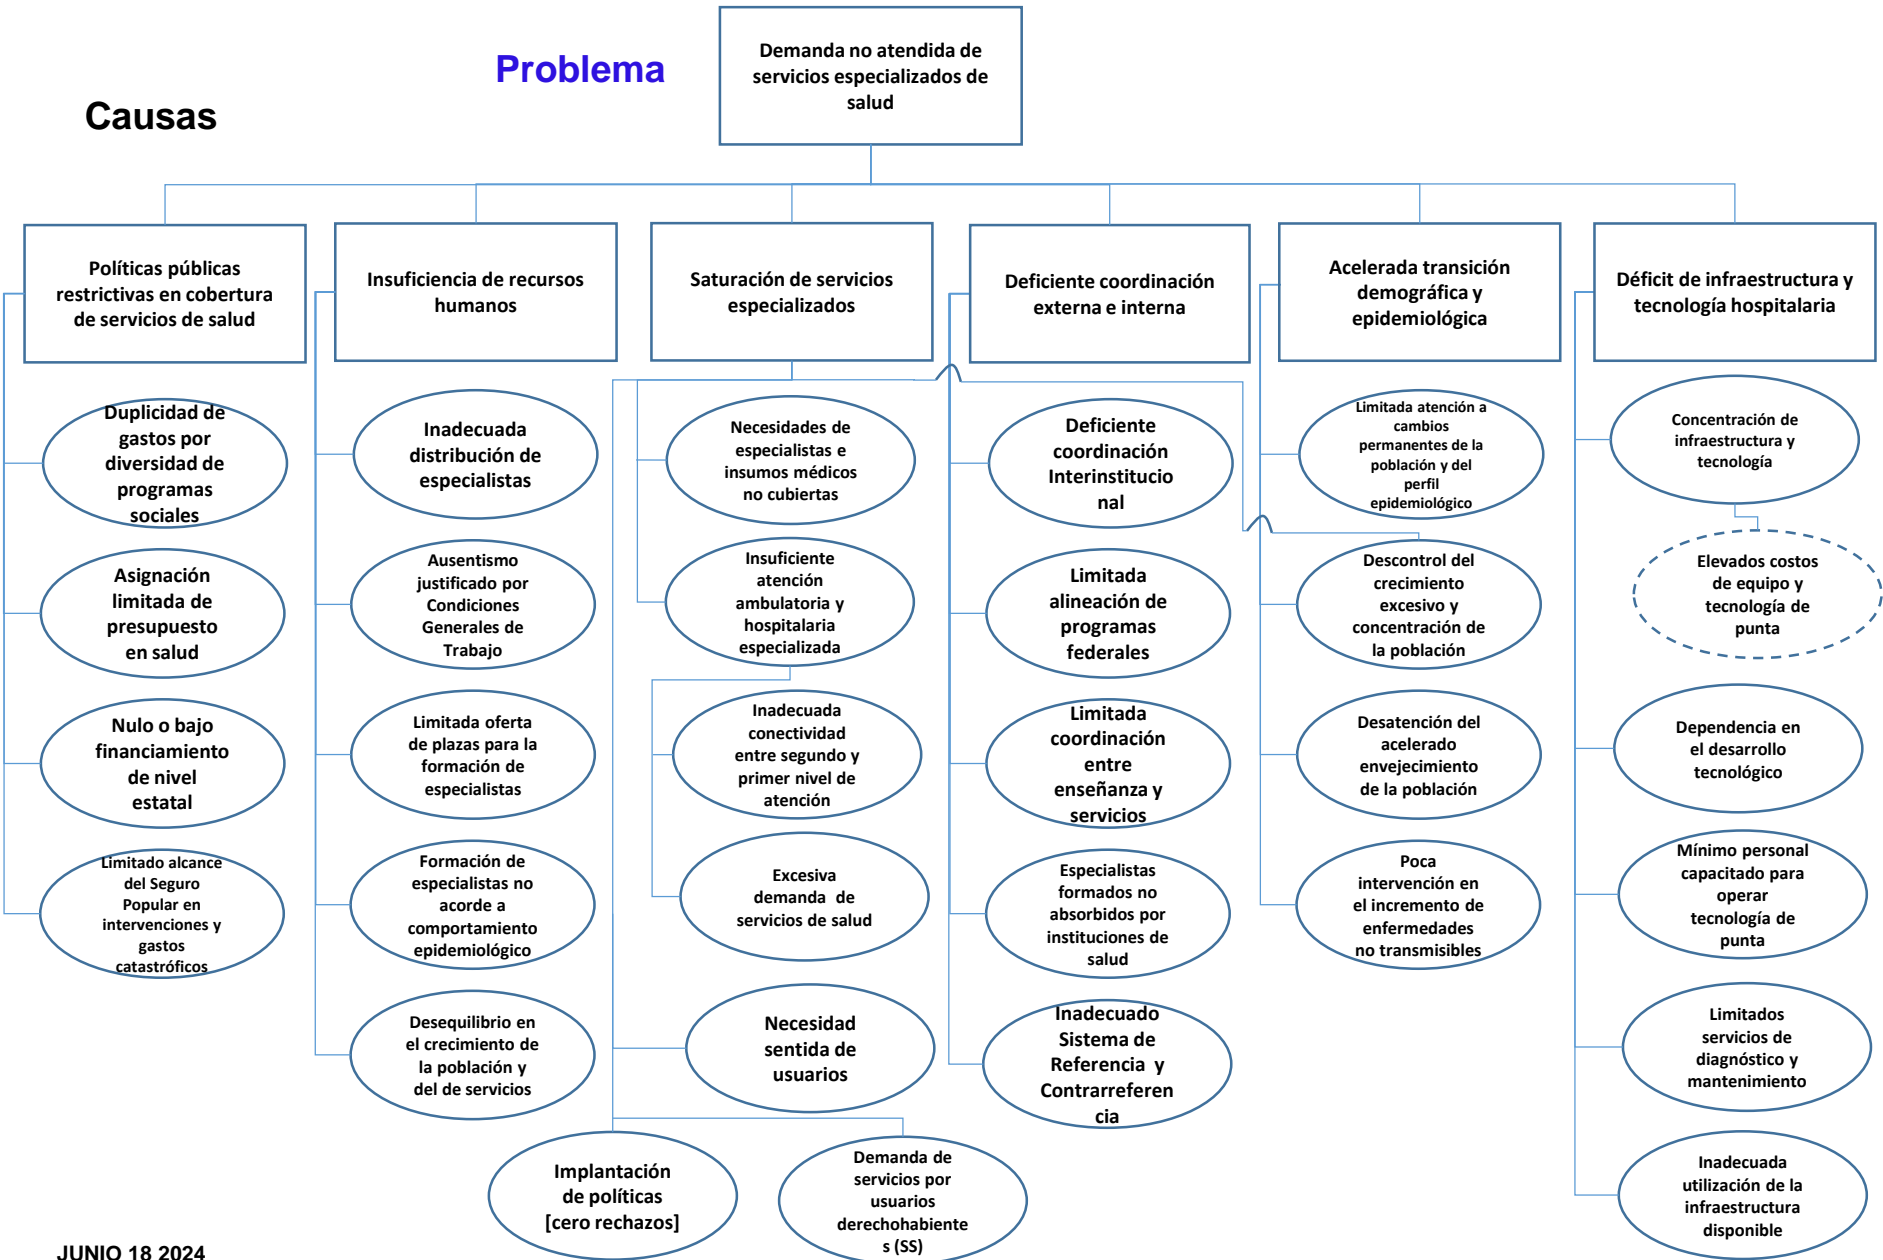 Problema
Causas
Demanda no atendida de
servicios especializados de
salud
Políticas públicas
restrictivas en cobertura
de servicios de salud
Insuficiencia de recursos
humanos
Saturación de servicios
especializados
Deficiente coordinación
externa e interna
Acelerada transición
demográfica y
epidemiológica
Déficit de infraestructura y
tecnología hospitalaria
Duplicidad de
gastos por
diversidad de
programas
sociales
Asignación
limitada de
presupuesto
en salud
Nulo o bajo
financiamiento
de nivel
estatal
Limitado alcance
del Seguro
Popular en
intervenciones y
gastos
catastróficos
Inadecuada
distribución de
especialistas
Ausentismo
justificado por
Condiciones
Generales de
Trabajo
Limitada oferta
de plazas para la
formación de
especialistas
Formación de
especialistas no
acorde a
comportamiento
epidemiológico
Desequilibrio en
el crecimiento de
la población y
del de servicios
Necesidades de
especialistas e
insumos médicos
no cubiertas
Insuficiente
atención
ambulatoria y
hospitalaria
especializada
Inadecuada
conectividad
entre segundo y
primer nivel de
atención
Excesiva
demanda de
servicios de salud
Necesidad
sentida de
usuarios
Implantación
de políticas
[cero rechazos]
Demanda de
servicios por
usuarios
derechohabiente
s (SS)
Deficiente
coordinación
Interinstitucio
nal
Limitada
alineación de
programas
federales
Limitada
coordinación
entre
enseñanza y
servicios
Especialistas
formados no
absorbidos por
instituciones de
salud
Inadecuado
Sistema de
Referencia y
Contrarreferen
cia
Limitada atención a
cambios
permanentes de la
población y del
perfil
epidemiológico
Descontrol del
crecimiento
excesivo y
concentración de
la población
Desatención del
acelerado
envejecimiento
de la población
Poca
intervención en
el incremento de
enfermedades
no transmisibles
Concentración de
infraestructura y
tecnología
Elevados costos
de equipo y
tecnología de
punta
Dependencia en
el desarrollo
tecnológico
Mínimo personal
capacitado para
operar
tecnología de
punta
Limitados
servicios de
diagnóstico y
mantenimiento
Inadecuada
utilización de la
infraestructura
disponible
JUNIO 18 2024